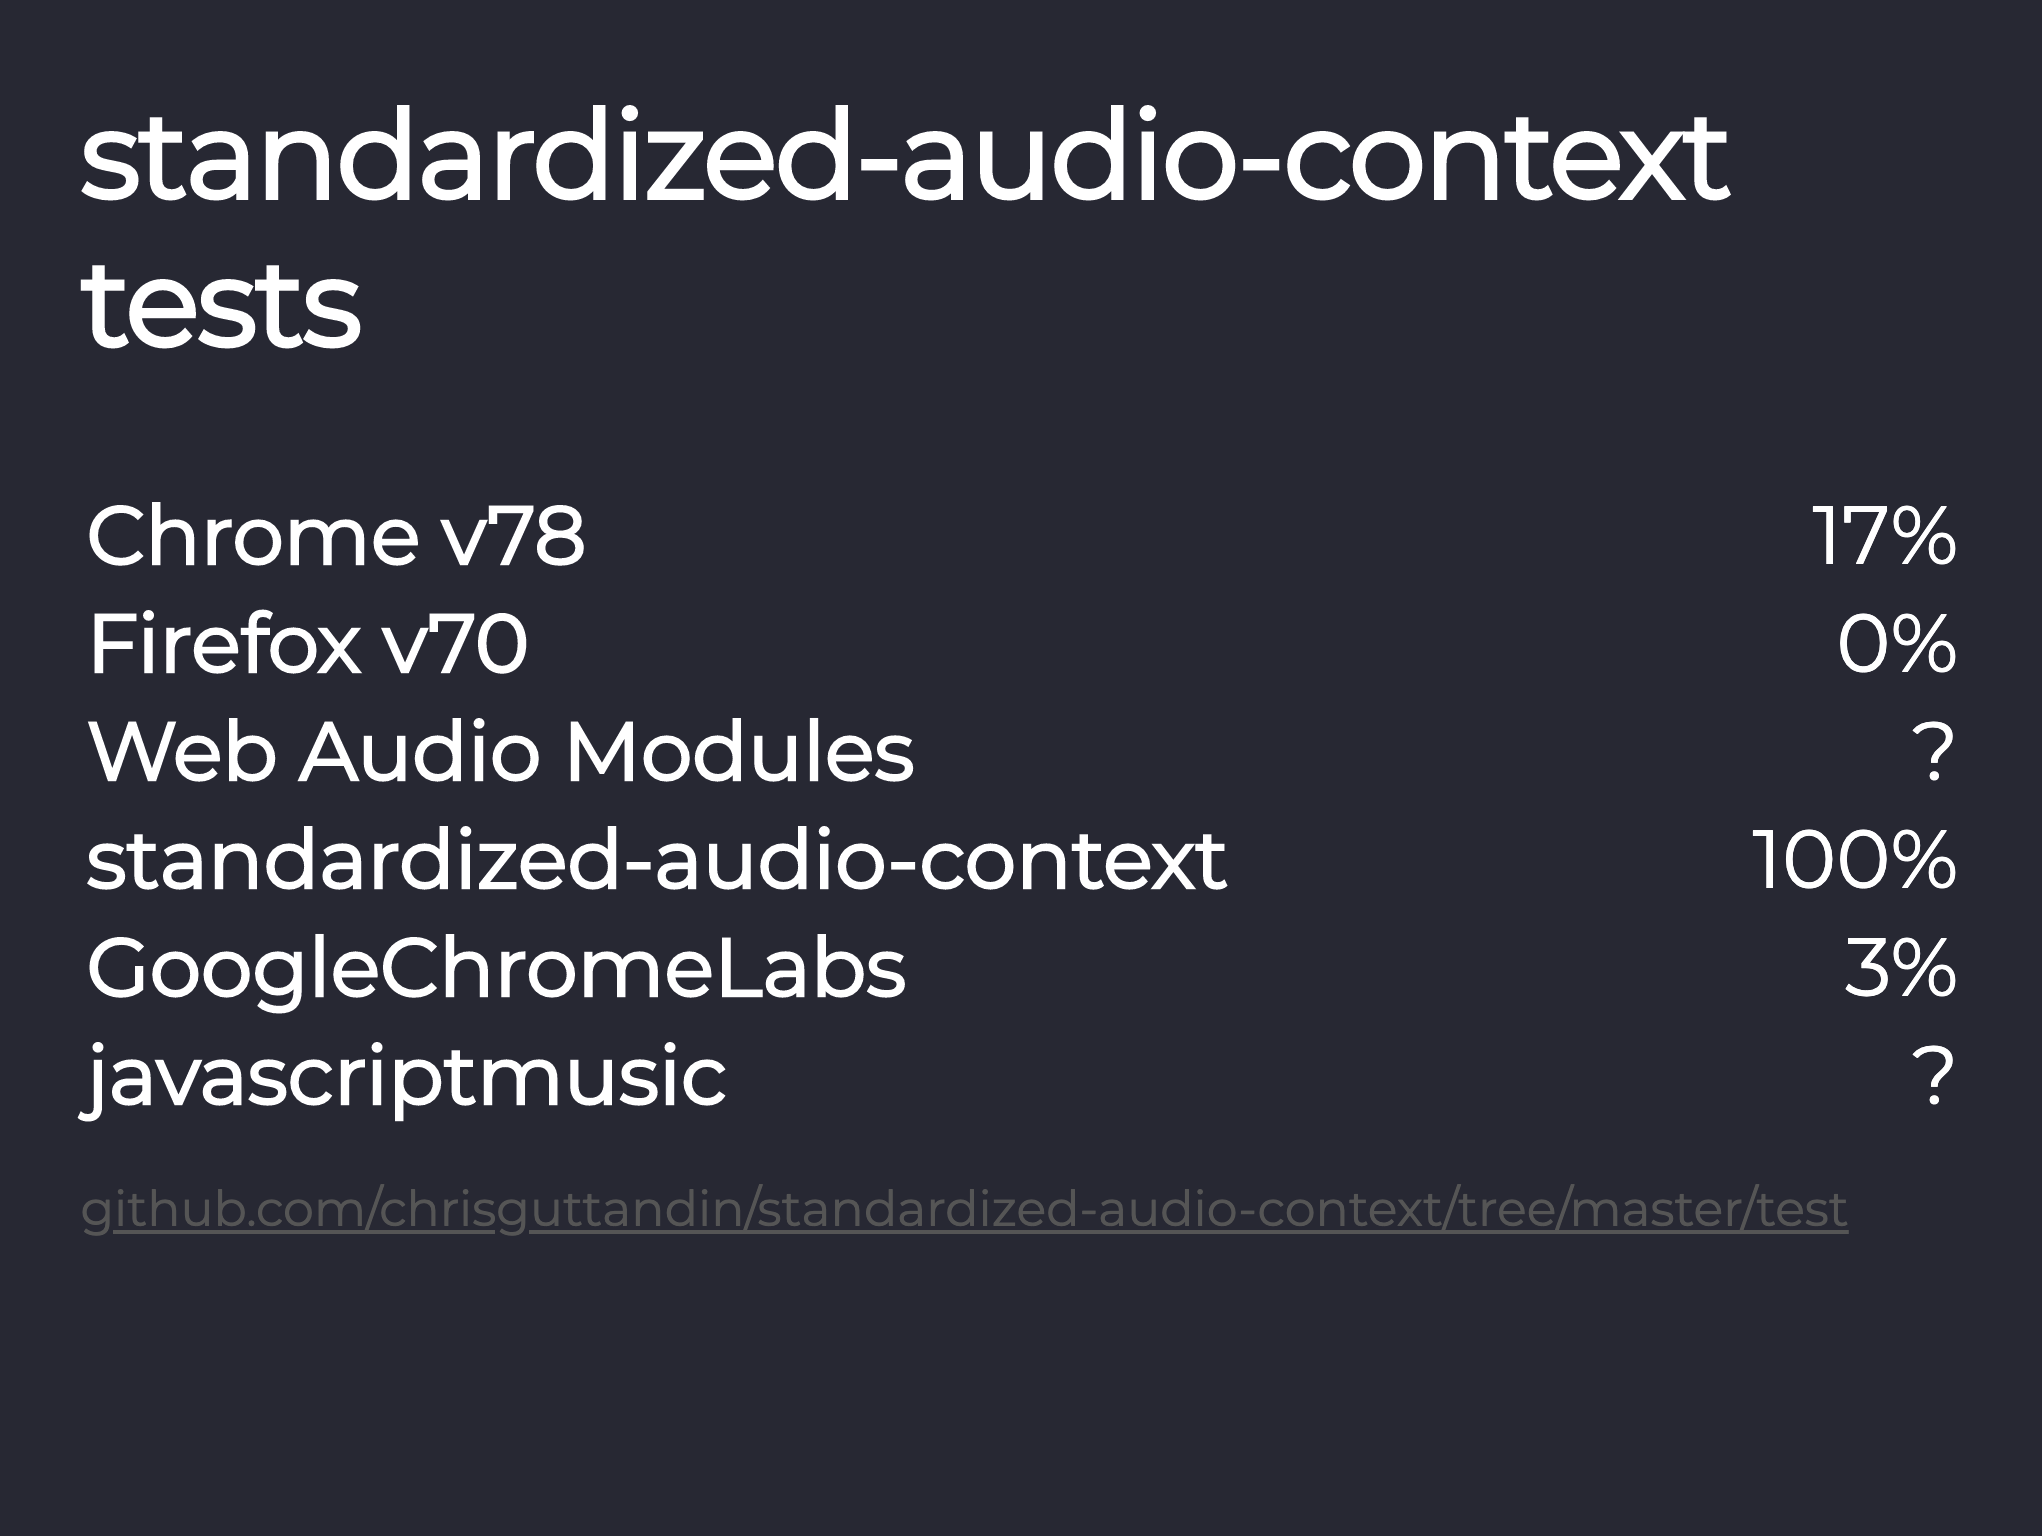 standardized-audio-context
tests
Chrome v78 17%
Firefox v70 0%
Web Audio Modules ?
standardized-audio-context 100%
GoogleChromeLabs 3%
javascriptmusic ?
github.com/chrisguttandin/standardized-audio-context/tree/master/test